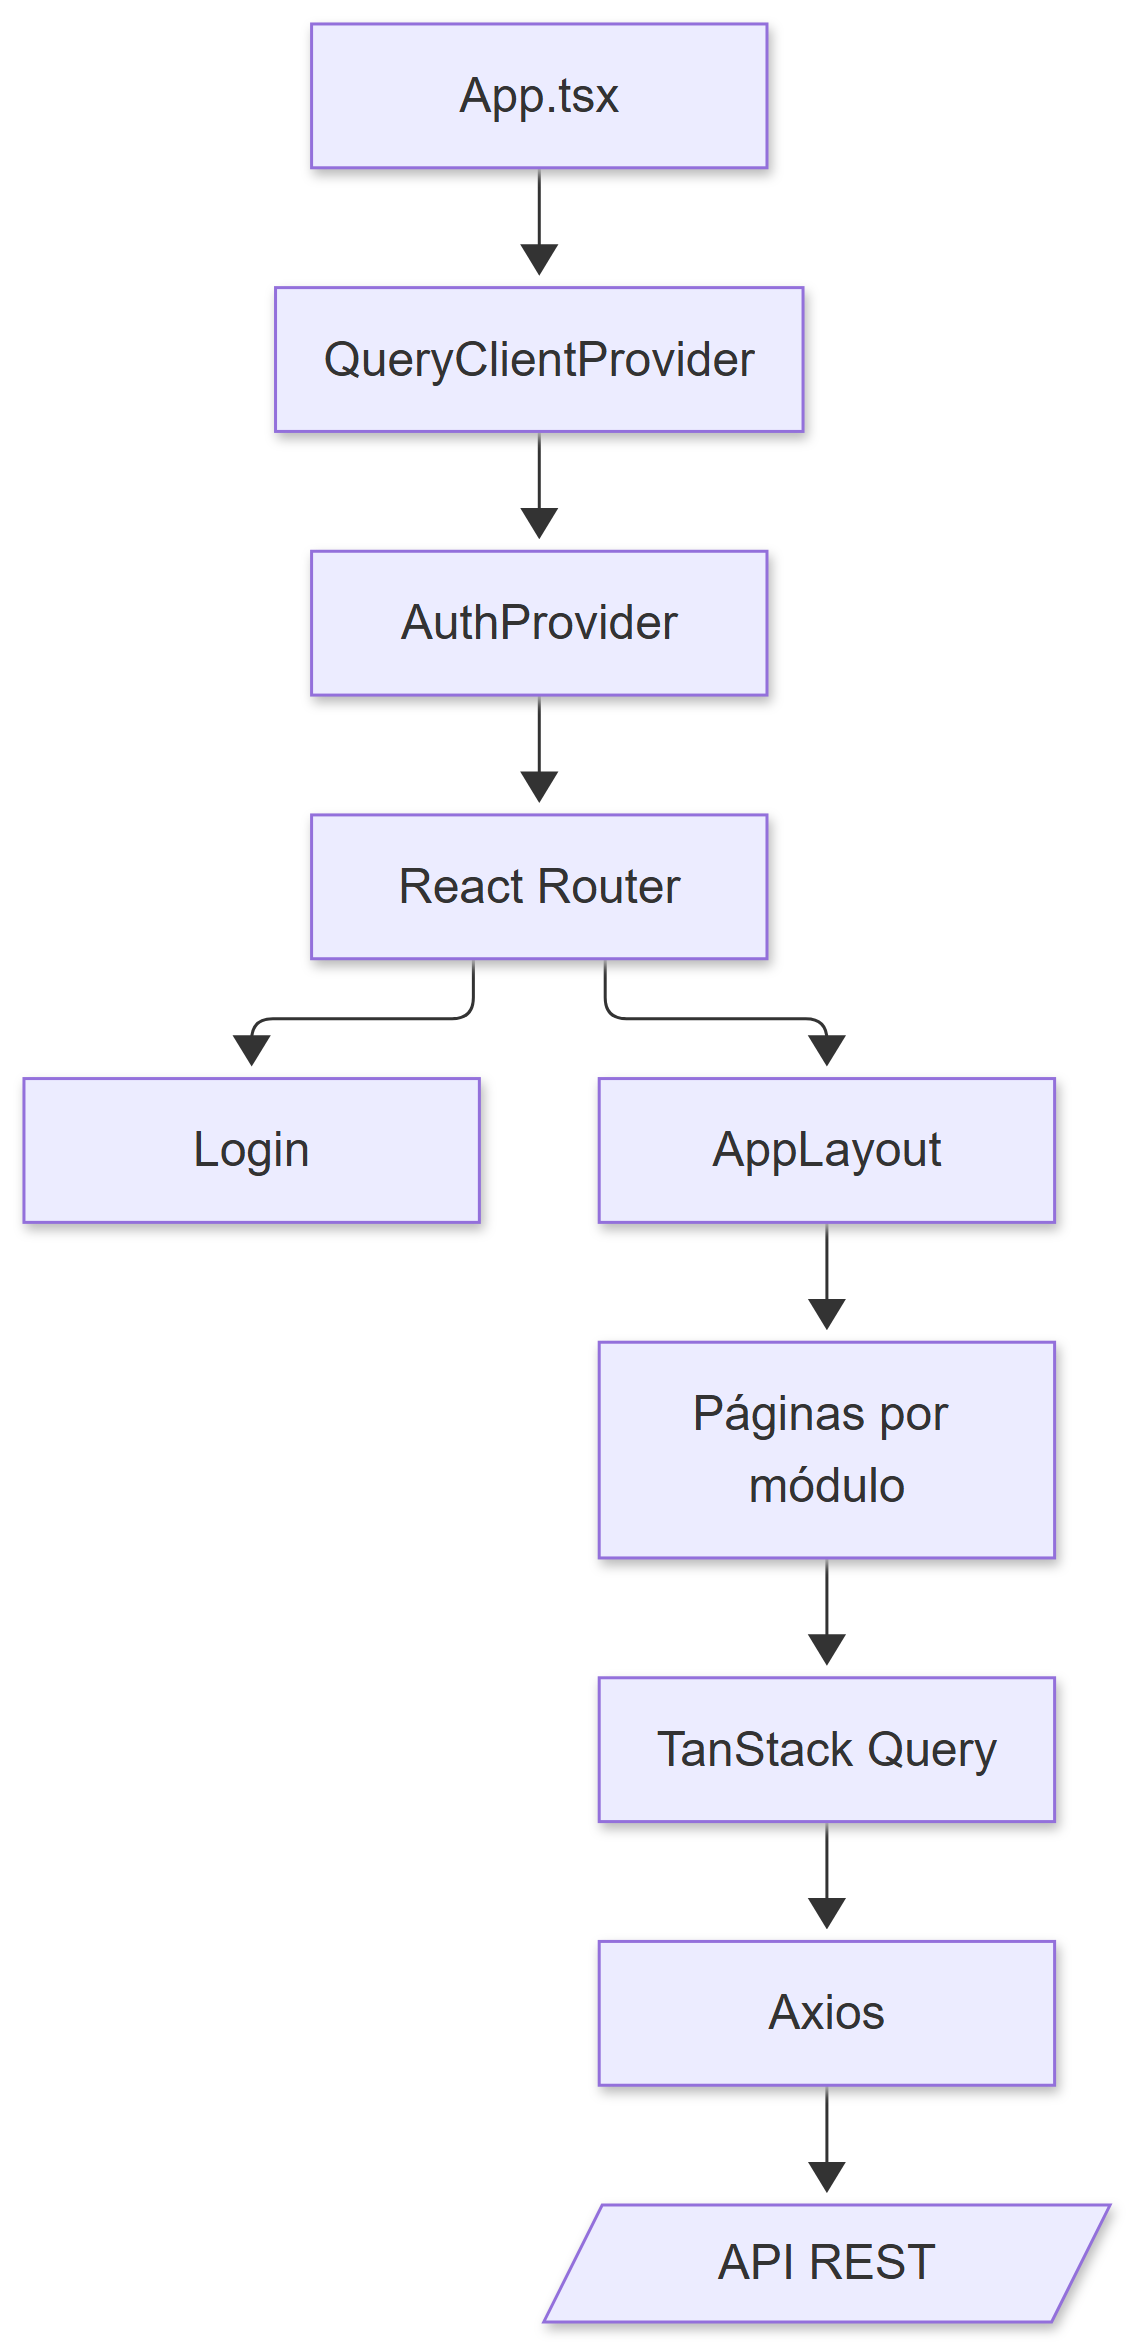 App.tsx
QueryClientProvider
AuthProvider
React Router
Login
AppLayout
Páginas por
módulo
TanStack Query
Axios
API REST